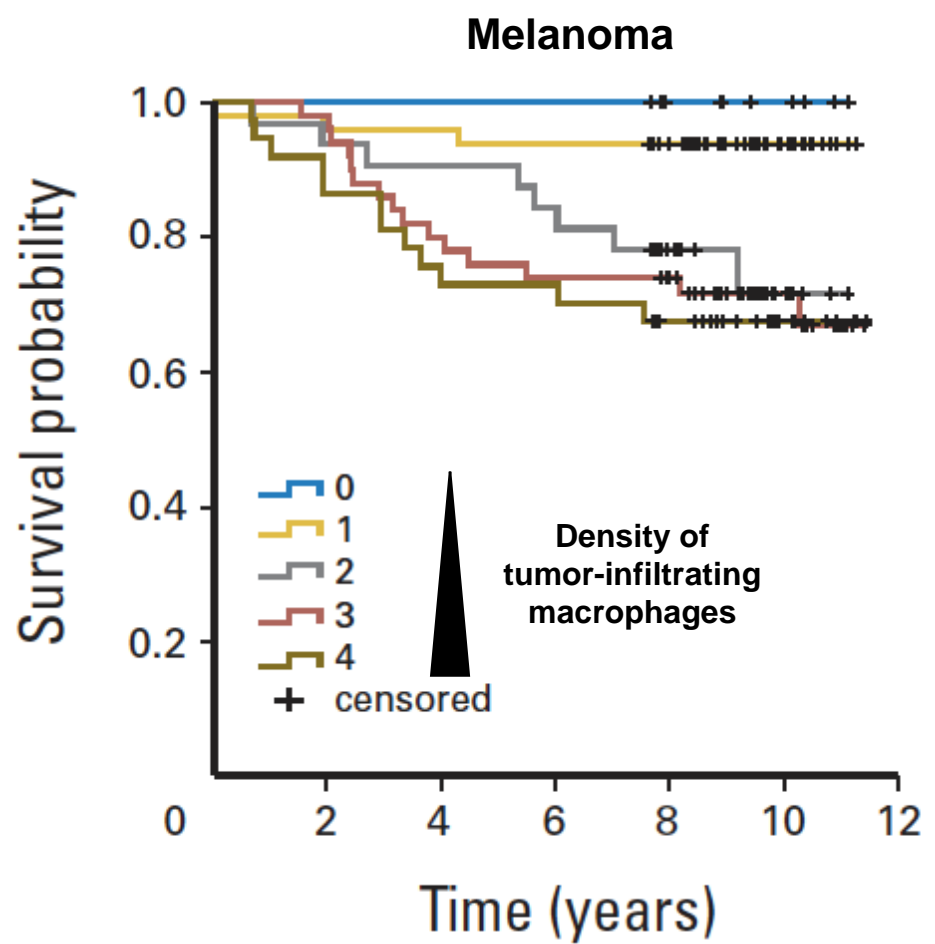 Melanoma
Survival probability
1.0
0.8
0.6
0.4
0.2
0
1
2
3
4
censored
Density of
tumor-infiltrating
macrophages
0 2 4 6 8 10 12
Time (years)